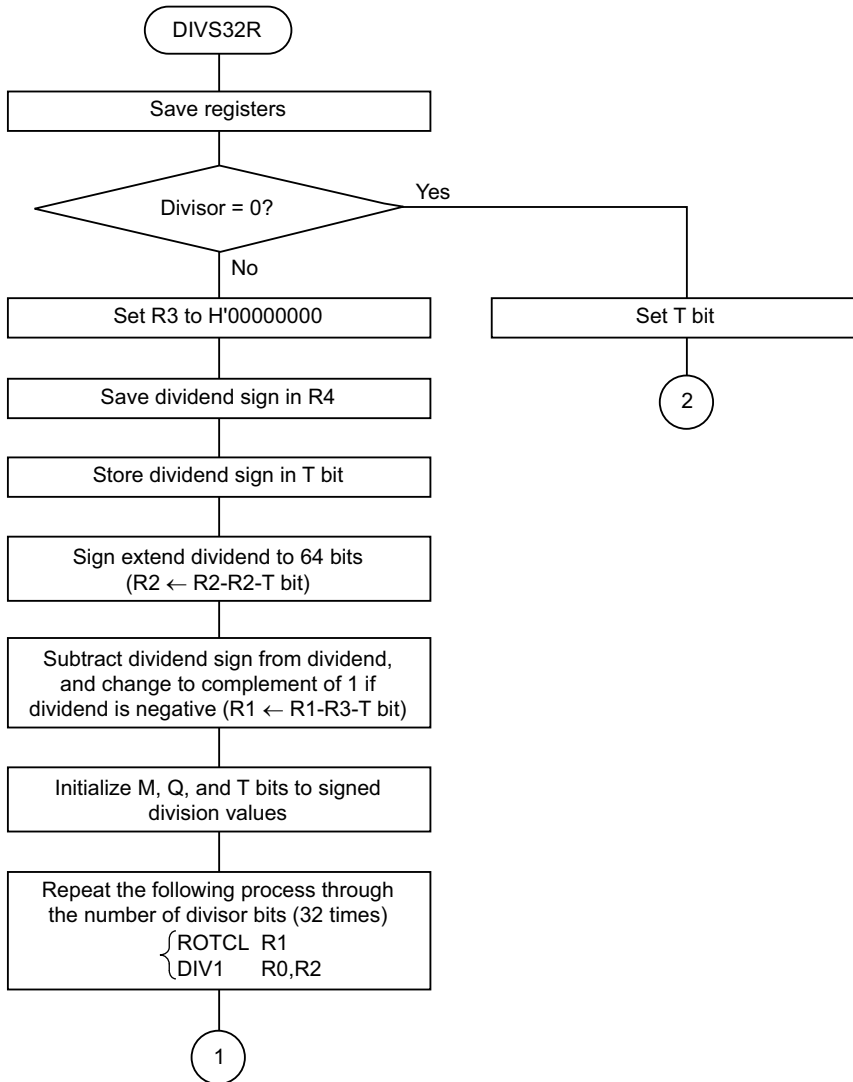 DIVS32R
Save registers
Divisor = 0?
Yes
No
Set R3 to H'00000000
Set T bit
Save dividend sign in R4
2
Store dividend sign in T bit
Sign extend dividend to 64 bits
(R2 ← R2-R2-T bit)
Subtract dividend sign from dividend,
and change to complement of 1 if
dividend is negative (R1 ← R1-R3-T bit)
Initialize M, Q, and T bits to signed
division values
Repeat the following process through
the number of divisor bits (32 times)
ROTCL R1
DIV1 R0,R2
1